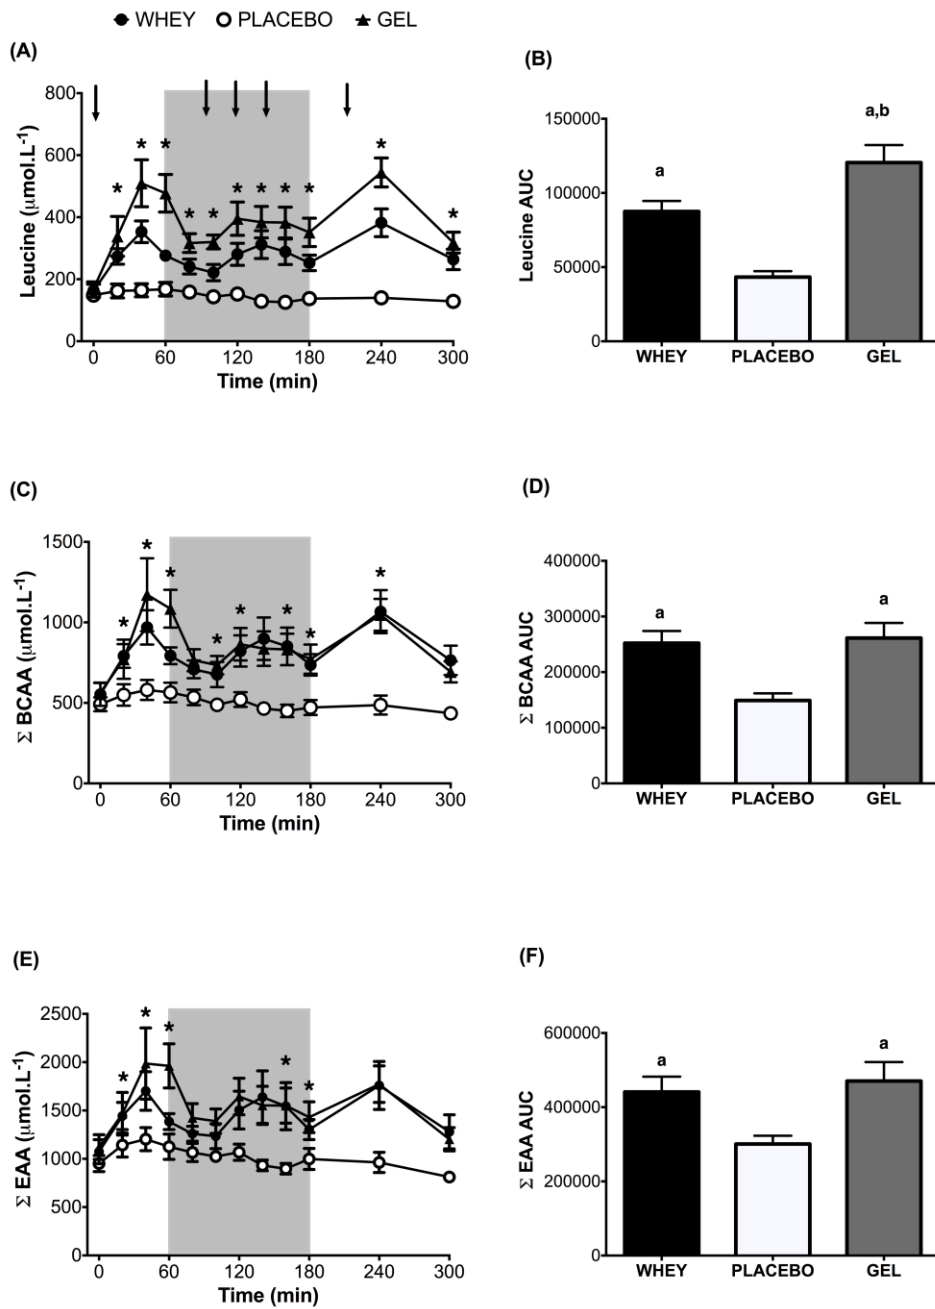 WHEY PLACEBO GEL
(A)
Leucine (μmol.L⁻¹)
800
600
400
200
0
* * * * * * * * * * * *
0 60 120 180 240 300
Time (min)
(B)
Leucine AUC
150000
100000
50000
0
a
a,b
WHEY PLACEBO GEL
(C)
Σ BCAA (μmol.L⁻¹)
1500
1000
500
0
* * * * * * * *
0 60 120 180 240 300
Time (min)
(D)
Σ BCAA AUC
400000
300000
200000
100000
0
a a
WHEY PLACEBO GEL
(E)
Σ EAA (μmol.L⁻¹)
2500
2000
1500
1000
500
0
* * * * *
0 60 120 180 240 300
Time (min)
(F)
Σ EAA AUC
600000
400000
200000
0
a a
WHEY PLACEBO GEL